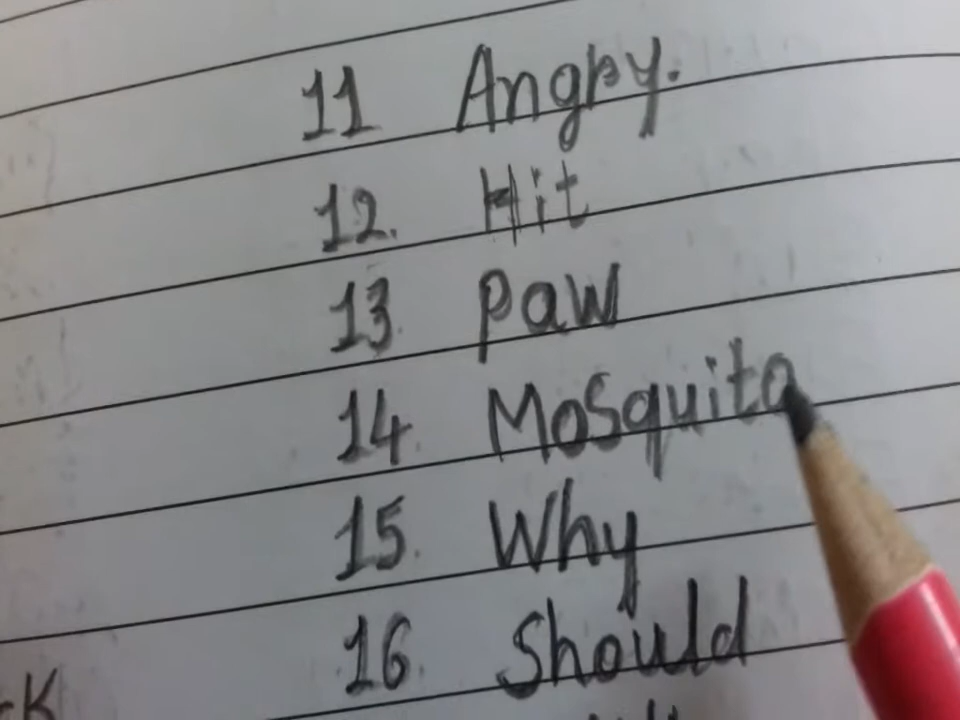 11 Angry.
12. Hit
13. Paw
14. Mosquito
15. Why
16. Should